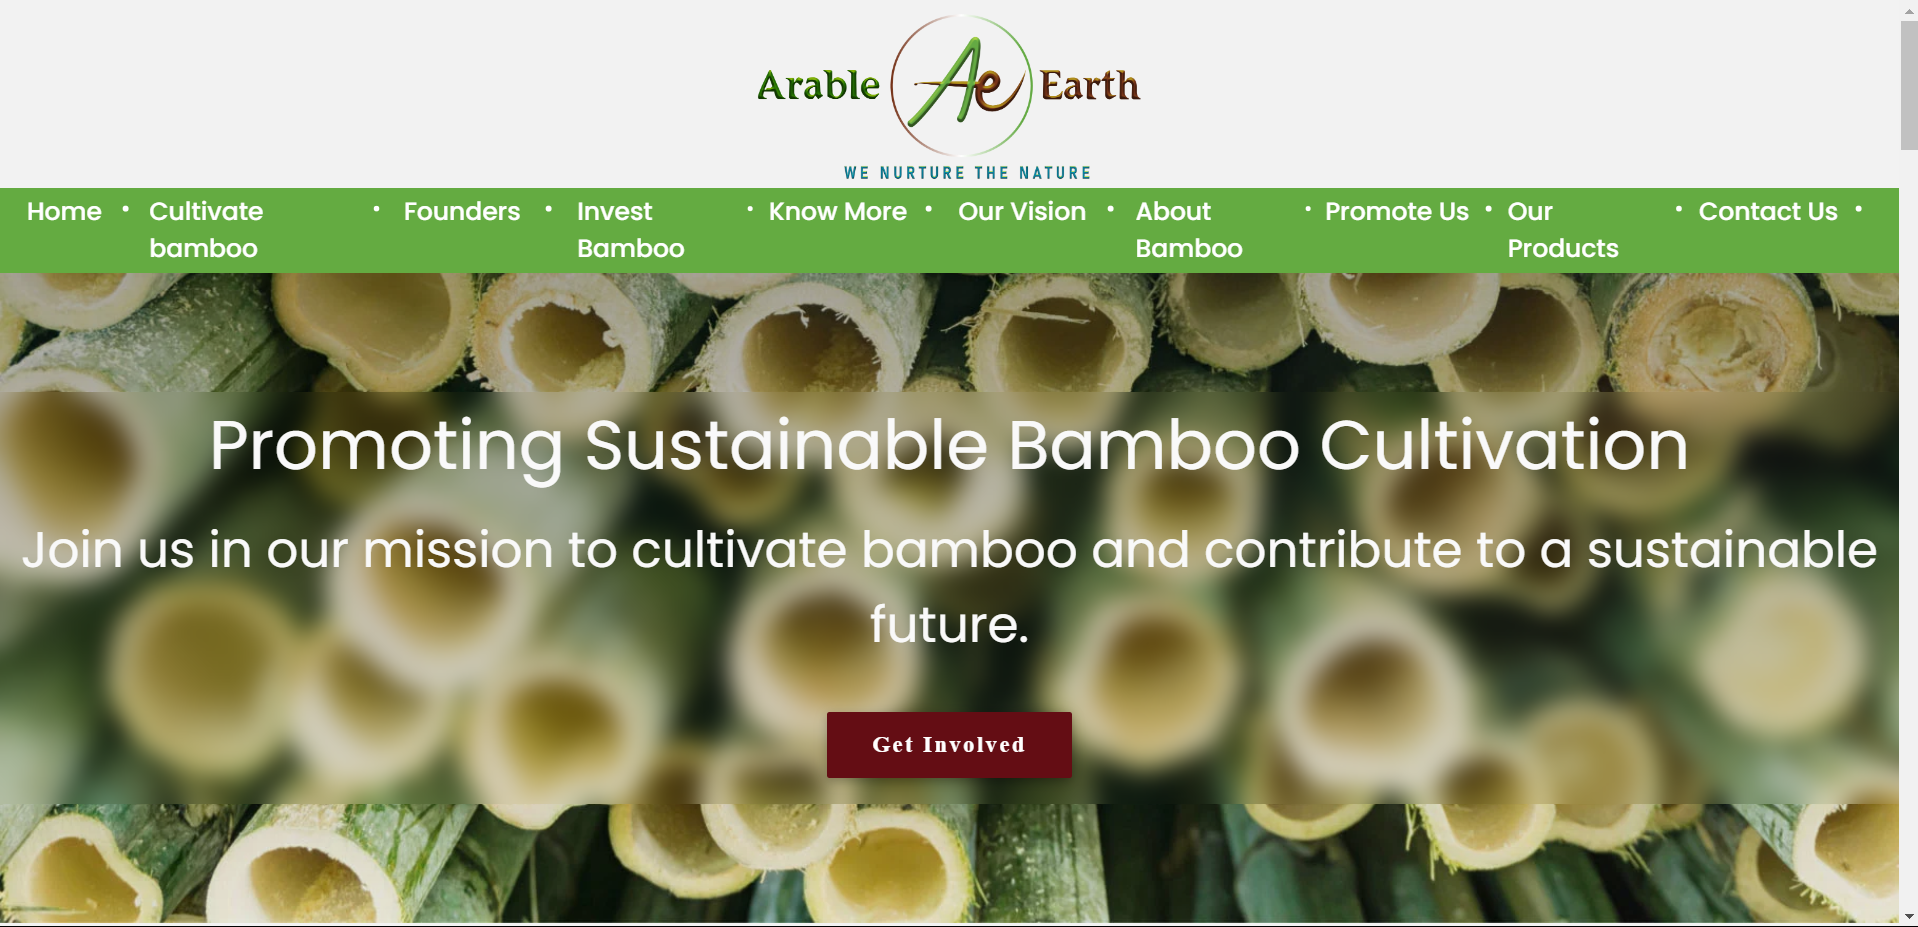 Arable Ae Earth
WE NURTURE THE NATURE
Home • Cultivate bamboo • Founders • Invest Bamboo • Know More • Our Vision • About Bamboo • Promote Us • Our Products • Contact Us •
Promoting Sustainable Bamboo Cultivation
Join us in our mission to cultivate bamboo and contribute to a sustainable
future.
Get Involved